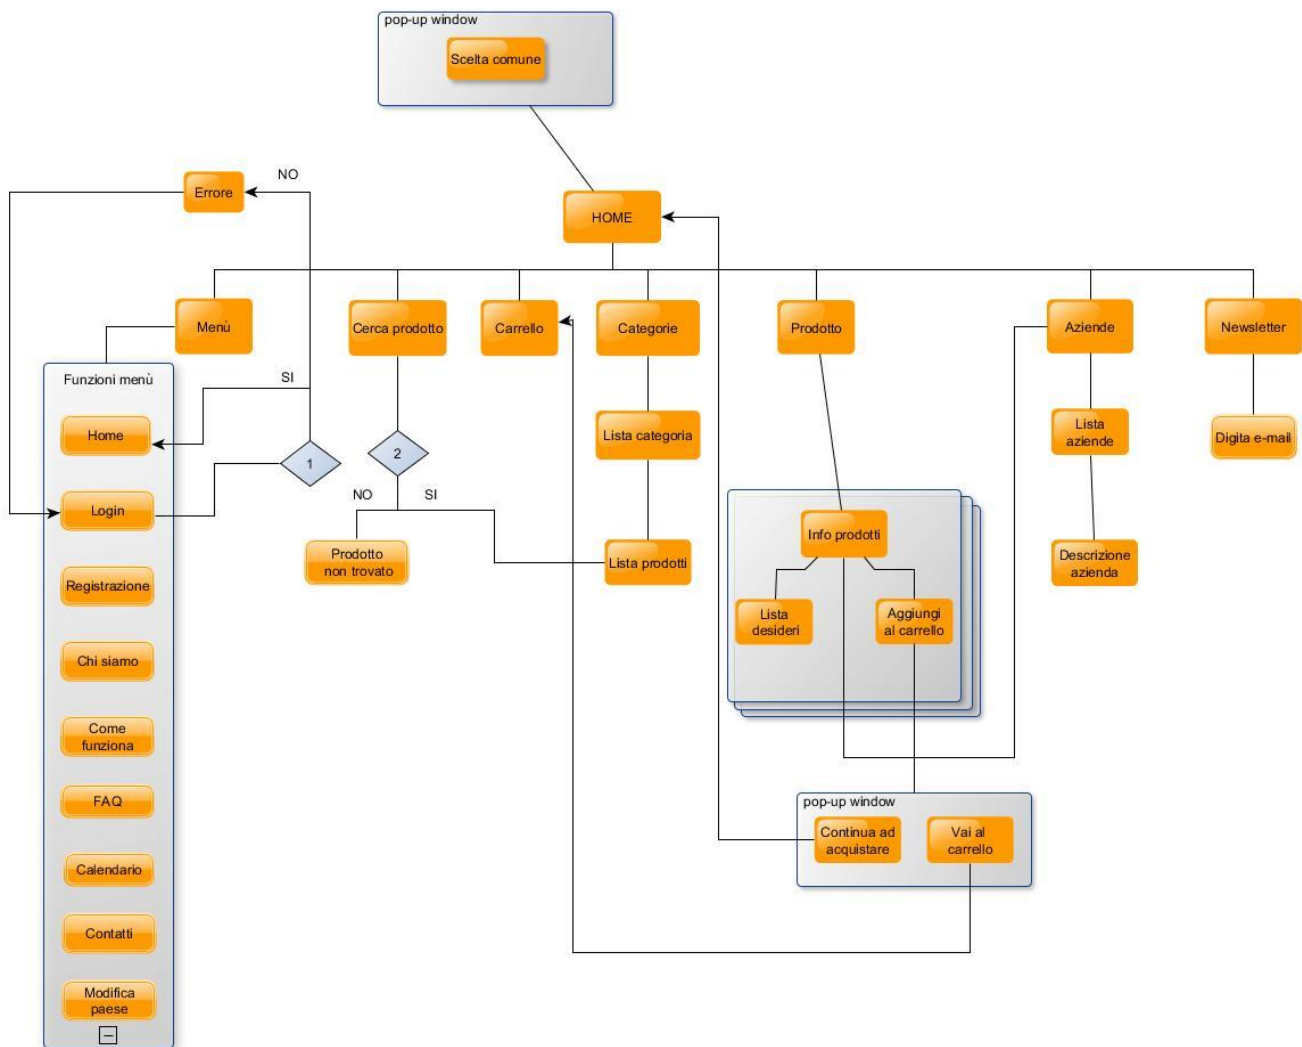 pop-up window
Scelta comune
NO
Errore
HOME
Menù
Cerca prodotto
Carrello
Categorie
Prodotto
Aziende
Newsletter
Funzioni menù
SI
Home
1
2
Lista categoria
Lista
aziende
Digita e-mail
NO
SI
Login
Prodotto
non trovato
Lista prodotti
Info prodotti
Descrizione
azienda
Registrazione
Lista
desideri
Aggiungi
al carrello
Chi siamo
Come
funziona
FAQ
pop-up window
Continua ad
acquistare
Vai al
carrello
Calendario
Contatti
Modifica
paese